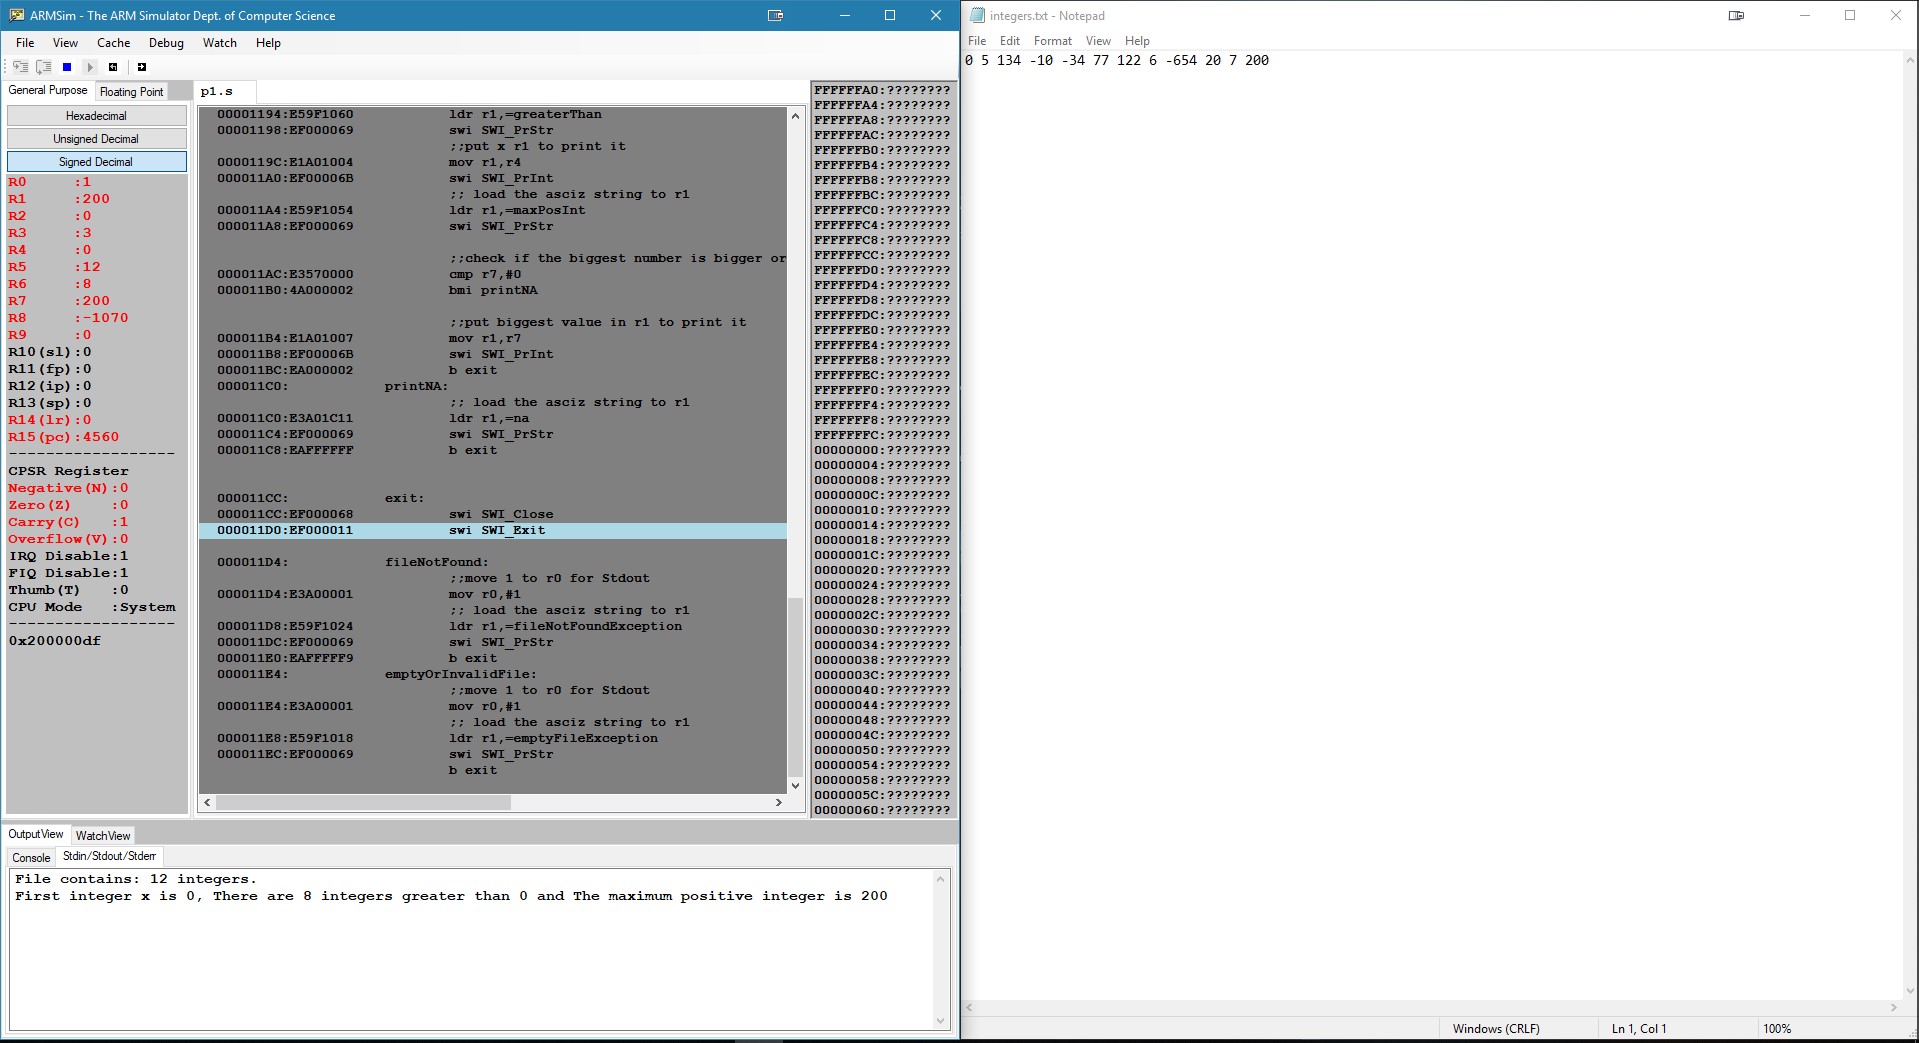 ARMSim - The ARM Simulator Dept. of Computer Science
File View Cache Debug Watch Help
General Purpose Floating Point
Hexadecimal
Unsigned Decimal
Signed Decimal
R0 :1
R1 :200
R2 :0
R3 :3
R4 :0
R5 :12
R6 :8
R7 :200
R8 :-1070
R9 :0
R10(sl):0
R11(fp):0
R12(ip):0
R13(sp):0
R14(lr):0
R15(pc):4560
------------------
CPSR Register
Negative(N):0
Zero(Z) :0
Carry(C) :1
Overflow(V):0
IRQ Disable:1
FIQ Disable:1
Thumb(T) :0
CPU Mode :System
------------------
0x200000df
p1.s
00001194:E59F1060 ldr r1,=greaterThan
00001198:EF000069 swi SWI_PrStr
;;put x r1 to print it
0000119C:E1A01004 mov r1,r4
000011A0:EF00006B swi SWI_PrInt
;; load the asciz string to r1
000011A4:E59F1054 ldr r1,=maxPosInt
000011A8:EF000069 swi SWI_PrStr
;;check if the biggest number is bigger or
000011AC:E3570000 cmp r7,#0
000011B0:4A000002 bmi printNA
;;put biggest value in r1 to print it
000011B4:E1A01007 mov r1,r7
000011B8:EF00006B swi SWI_PrInt
000011BC:EA000002 b exit
000011C0: printNA:
;; load the asciz string to r1
000011C0:E3A01C11 ldr r1,=na
000011C4:EF000069 swi SWI_PrStr
000011C8:EAFFFFFF b exit
000011CC: exit:
000011CC:EF000068 swi SWI_Close
000011D0:EF000011 swi SWI_Exit
000011D4: fileNotFound:
;;move 1 to r0 for Stdout
000011D4:E3A00001 mov r0,#1
;; load the asciz string to r1
000011D8:E59F1024 ldr r1,=fileNotFoundException
000011DC:EF000069 swi SWI_PrStr
000011E0:EAFFFFF9 b exit
000011E4: emptyOrInvalidFile:
;;move 1 to r0 for Stdout
000011E4:E3A00001 mov r0,#1
;; load the asciz string to r1
000011E8:E59F1018 ldr r1,=emptyFileException
000011EC:EF000069 swi SWI_PrStr
b exit
FFFFFFA0:????????
FFFFFFA4:????????
FFFFFFA8:????????
FFFFFFAC:????????
FFFFFFB0:????????
FFFFFFB4:????????
FFFFFFB8:????????
FFFFFFBC:????????
FFFFFFC0:????????
FFFFFFC4:????????
FFFFFFC8:????????
FFFFFFCC:????????
FFFFFFD0:????????
FFFFFFD4:????????
FFFFFFD8:????????
FFFFFFDC:????????
FFFFFFE0:????????
FFFFFFE4:????????
FFFFFFE8:????????
FFFFFFEC:????????
FFFFFFF0:????????
FFFFFFF4:????????
FFFFFFF8:????????
FFFFFFFC:????????
00000000:????????
00000004:????????
00000008:????????
0000000C:????????
00000010:????????
00000014:????????
00000018:????????
0000001C:????????
00000020:????????
00000024:????????
00000028:????????
0000002C:????????
00000030:????????
00000034:????????
00000038:????????
0000003C:????????
00000040:????????
00000044:????????
00000048:????????
0000004C:????????
00000050:????????
00000054:????????
00000058:????????
0000005C:????????
00000060:????????
OutputView WatchView
Console Stdin/Stdout/Stderr
File contains: 12 integers.
First integer x is 0, There are 8 integers greater than 0 and The maximum positive integer is 200
integers.txt - Notepad
File Edit Format View Help
0 5 134 -10 -34 77 122 6 -654 20 7 200
Windows (CRLF) Ln 1, Col 1 100%